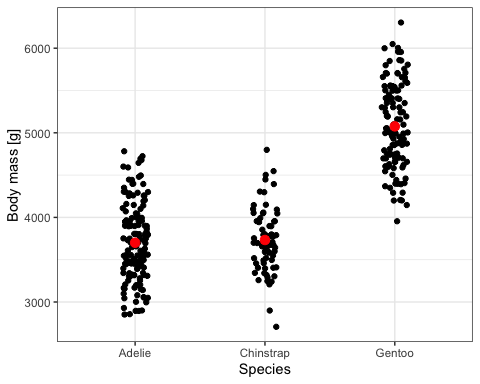 Body mass [g]
6000
5000
4000
3000
Adelie Chinstrap Gentoo
Species